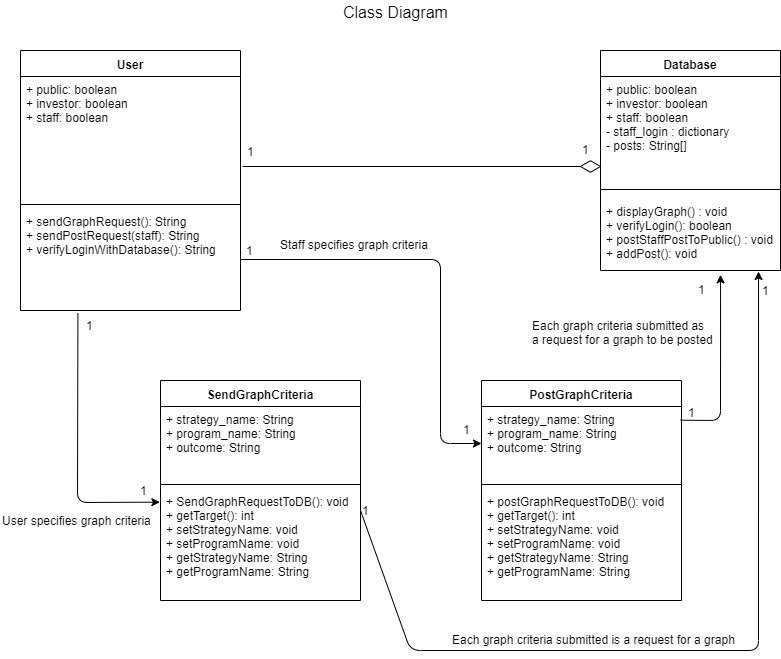 Class Diagram
User
+ public: boolean
+ investor: boolean
+ staff: boolean
+ sendGraphRequest(): String
+ sendPostRequest(staff): String
+ verifyLoginWithDatabase(): String
Database
+ public: boolean
+ investor: boolean
+ staff: boolean
- staff_login : dictionary
- posts: String[]
+ displayGraph() : void
+ verifyLogin(): boolean
+ postStaffPostToPublic() : void
+ addPost(): void
1
1
1
Staff specifies graph criteria
1
1
1
1
Each graph criteria submitted as
a request for a graph to be posted
SendGraphCriteria
+ strategy_name: String
+ program_name: String
+ outcome: String
+ SendGraphRequestToDB(): void
+ getTarget(): int
+ setStrategyName: void
+ setProgramName: void
+ getStrategyName: String
+ getProgramName: String
PostGraphCriteria
+ strategy_name: String
+ program_name: String
+ outcome: String
+ postGraphRequestToDB(): void
+ getTarget(): int
+ setStrategyName: void
+ setProgramName: void
+ getStrategyName: String
+ getProgramName: String
1
1
User specifies graph criteria
1
Each graph criteria submitted is a request for a graph